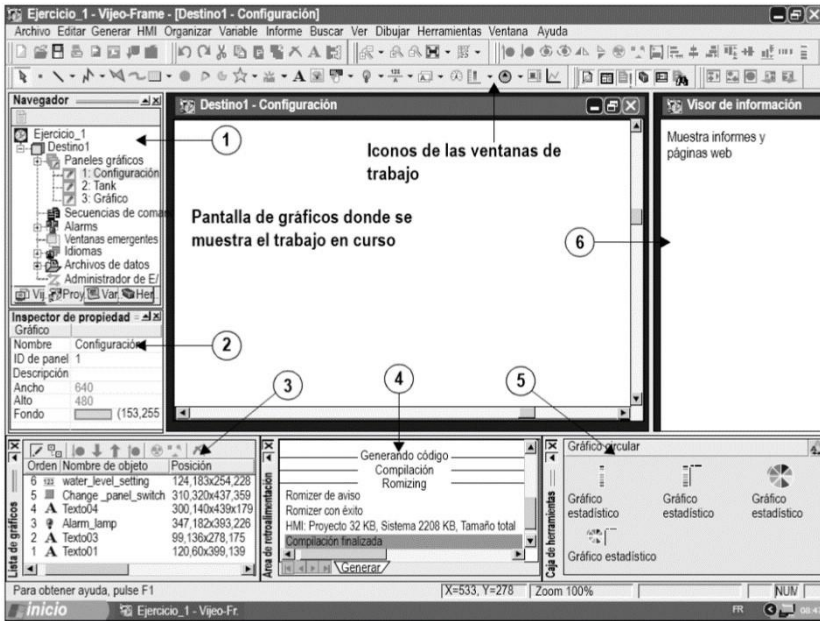 Ejercicio_1 - Vijeo-Frame - [Destino1 - Configuración]
Archivo Editar Generar HMI Organizar Variable Informe Buscar Ver Dibujar Herramientas Ventana Ayuda
Navegador
Ejercicio_1
Destino1
Paneles gráficos
1: Configuración
2: Tank
3: Gráfico
Secuencias de coma
Alarms
Ventanas emergentes
Idiomas
Archivos de datos
Administrador de E/
Vij. Proy Var Her.
1
Destino1 - Configuración
Iconos de las ventanas de
trabajo
Pantalla de gráficos donde se
muestra el trabajo en curso
Visor de información
Muestra informes y
páginas web
6
Inspector de propiedad
Gráfico
Nombre Configuración
ID de panel 1
Descripción
Ancho 640
Alto 480
Fondo (153,255
2
3
4
5
Lista de gráficos
Orden Nombre de objeto Posición
6 water_level_setting 124,183x254,228
5 Change _panel_switch 310,320x437,359
4 A Texto04 300,140x439x179
3 Alarm_lamp 347,182x393,226
2 A Texto03 99,136x278,175
1 A Texto01 120,60x399,139
Area de retroalimentación
Generando código
Compilación
Romizing
Romizer de aviso
Romizer con éxito
HMI: Proyecto 32 KB, Sistema 2208 KB, Tamaño total
Compilación finalizada
Generar
Caja de herramientas
Gráfico circular
Gráfico
estadístico
Gráfico
estadístico
Gráfico
estadístico
Gráfico estadístico
Para obtener ayuda, pulse F1
X=533, Y=278 Zoom 100% NUM
inicio Ejercicio_1 - Vijeo-Fr. FR